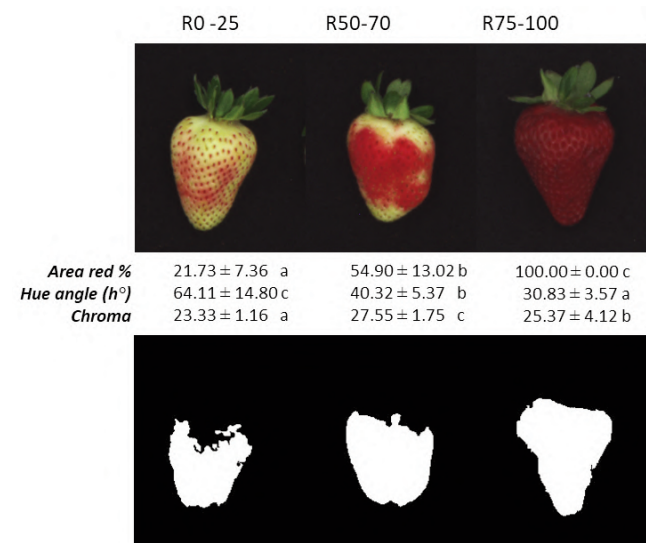 R0 -25 R50-70 R75-100
Area red % 21.73 ± 7.36 a 54.90 ± 13.02 b 100.00 ± 0.00 c
Hue angle (h°) 64.11 ± 14.80 c 40.32 ± 5.37 b 30.83 ± 3.57 a
Chroma 23.33 ± 1.16 a 27.55 ± 1.75 c 25.37 ± 4.12 b